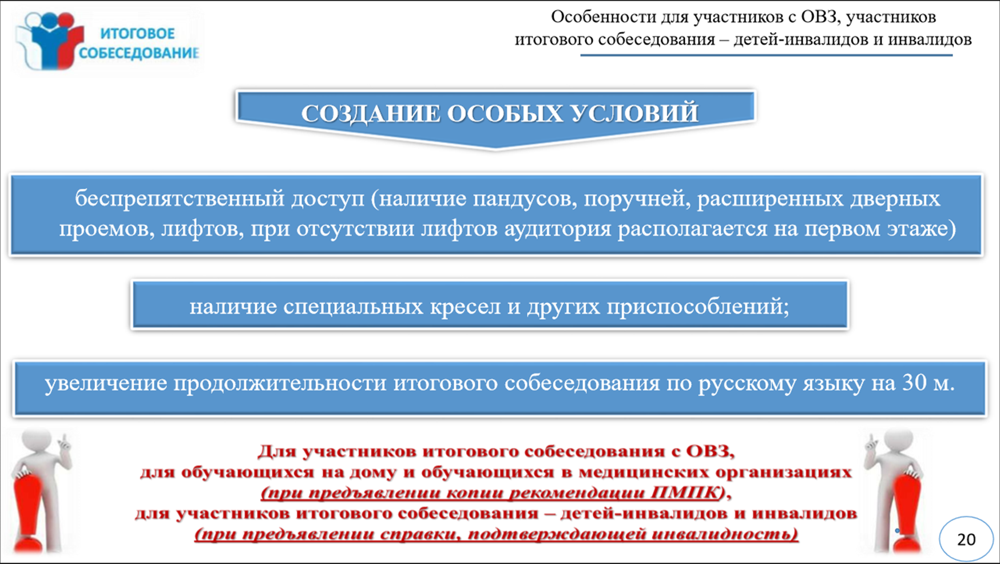 ИТОГОВОЕ
СОБЕСЕДОВАНИЕ
Особенности для участников с ОВЗ, участников
итогового собеседования – детей-инвалидов и инвалидов
СОЗДАНИЕ ОСОБЫХ УСЛОВИЙ
беспрепятственный доступ (наличие пандусов, поручней, расширенных дверных
проемов, лифтов, при отсутствии лифтов аудитория располагается на первом этаже)
наличие специальных кресел и других приспособлений;
увеличение продолжительности итогового собеседования по русскому языку на 30 м.
Для участников итогового собеседования с ОВЗ,
для обучающихся на дому и обучающихся в медицинских организациях
(при предъявлении копии рекомендации ПМПК),
для участников итогового собеседования – детей-инвалидов и инвалидов
(при предъявлении справки, подтверждающей инвалидность)
20